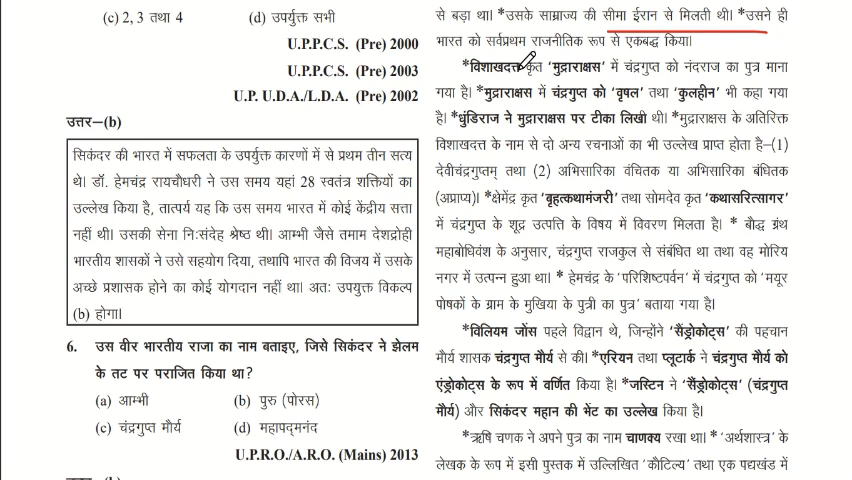 (c) 2, 3 तथा 4 (d) उपर्युक्त सभी
U.P.P.C.S. (Pre) 2000
U.P.P.C.S. (Pre) 2003
U.P. U.D.A./L.D.A. (Pre) 2002
उत्तर–(b)
सिकंदर की भारत में सफलता के उपर्युक्त कारणों में से प्रथम तीन सत्य
थे। डॉ. हेमचंद्र रायचौधरी ने उस समय यहां 28 स्वतंत्र शक्तियों का
उल्लेख किया है, तात्पर्य यह कि उस समय भारत में कोई केंद्रीय सत्ता
नहीं थी। उसकी सेना निःसंदेह श्रेष्ठ थी। आम्भी जैसे तमाम देशद्रोही
भारतीय शासकों ने उसे सहयोग दिया, तथापि भारत की विजय में उसके
अच्छे प्रशासक होने का कोई योगदान नहीं था। अतः उपयुक्त विकल्प
(b) होगा।
6. उस वीर भारतीय राजा का नाम बताइए, जिसे सिकंदर ने झेलम
के तट पर पराजित किया था?
(a) आम्भी (b) पुरु (पोरस)
(c) चंद्रगुप्त मौर्य (d) महापद्मनंद
U.P.R.O./A.R.O. (Mains) 2013
से बड़ा था। *उसके साम्राज्य की सीमा ईरान से मिलती थी। *उसने ही
भारत को सर्वप्रथम राजनीतिक रूप से एकबद्ध किया।
*विशाखदत्त कृत 'मुद्राराक्षस' में चंद्रगुप्त को नंदराज का पुत्र माना
गया है। *मुद्राराक्षस में चंद्रगुप्त को 'वृषल' तथा 'कुलहीन' भी कहा गया
है। *धुंडिराज ने मुद्राराक्षस पर टीका लिखी थी। *मुद्राराक्षस के अतिरिक्त
विशाखदत्त के नाम से दो अन्य रचनाओं का भी उल्लेख प्राप्त होता है–(1)
देवीचंद्रगुप्तम् तथा (2) अभिसारिका वंचितक या अभिसारिका बंधितक
(अप्राप्य)। *क्षेमेंद्र कृत 'बृहत्कथामंजरी' तथा सोमदेव कृत 'कथासरित्सागर'
में चंद्रगुप्त के शूद्र उत्पत्ति के विषय में विवरण मिलता है। * बौद्ध ग्रंथ
महाबोधिवंश के अनुसार, चंद्रगुप्त राजकुल से संबंधित था तथा वह मोरिय
नगर में उत्पन्न हुआ था। * हेमचंद्र के 'परिशिष्टपर्वन' में चंद्रगुप्त को 'मयूर
पोषकों के ग्राम के मुखिया के पुत्री का पुत्र' बताया गया है।
*विलियम जोंस पहले विद्वान थे, जिन्होंने 'सैंड्रोकोट्स' की पहचान
मौर्य शासक चंद्रगुप्त मौर्य से की। *एरियन तथा प्लूटार्क ने चंद्रगुप्त मौर्य को
एंड्रोकोट्स के रूप में वर्णित किया है। *जस्टिन ने 'सैंड्रोकोट्स' (चंद्रगुप्त
मौर्य) और सिकंदर महान की भेंट का उल्लेख किया है।
*ऋषि चणक ने अपने पुत्र का नाम चाणक्य रखा था। * 'अर्थशास्त्र' के
लेखक के रूप में इसी पुस्तक में उल्लिखित 'कौटिल्य' तथा एक पद्यखंड में